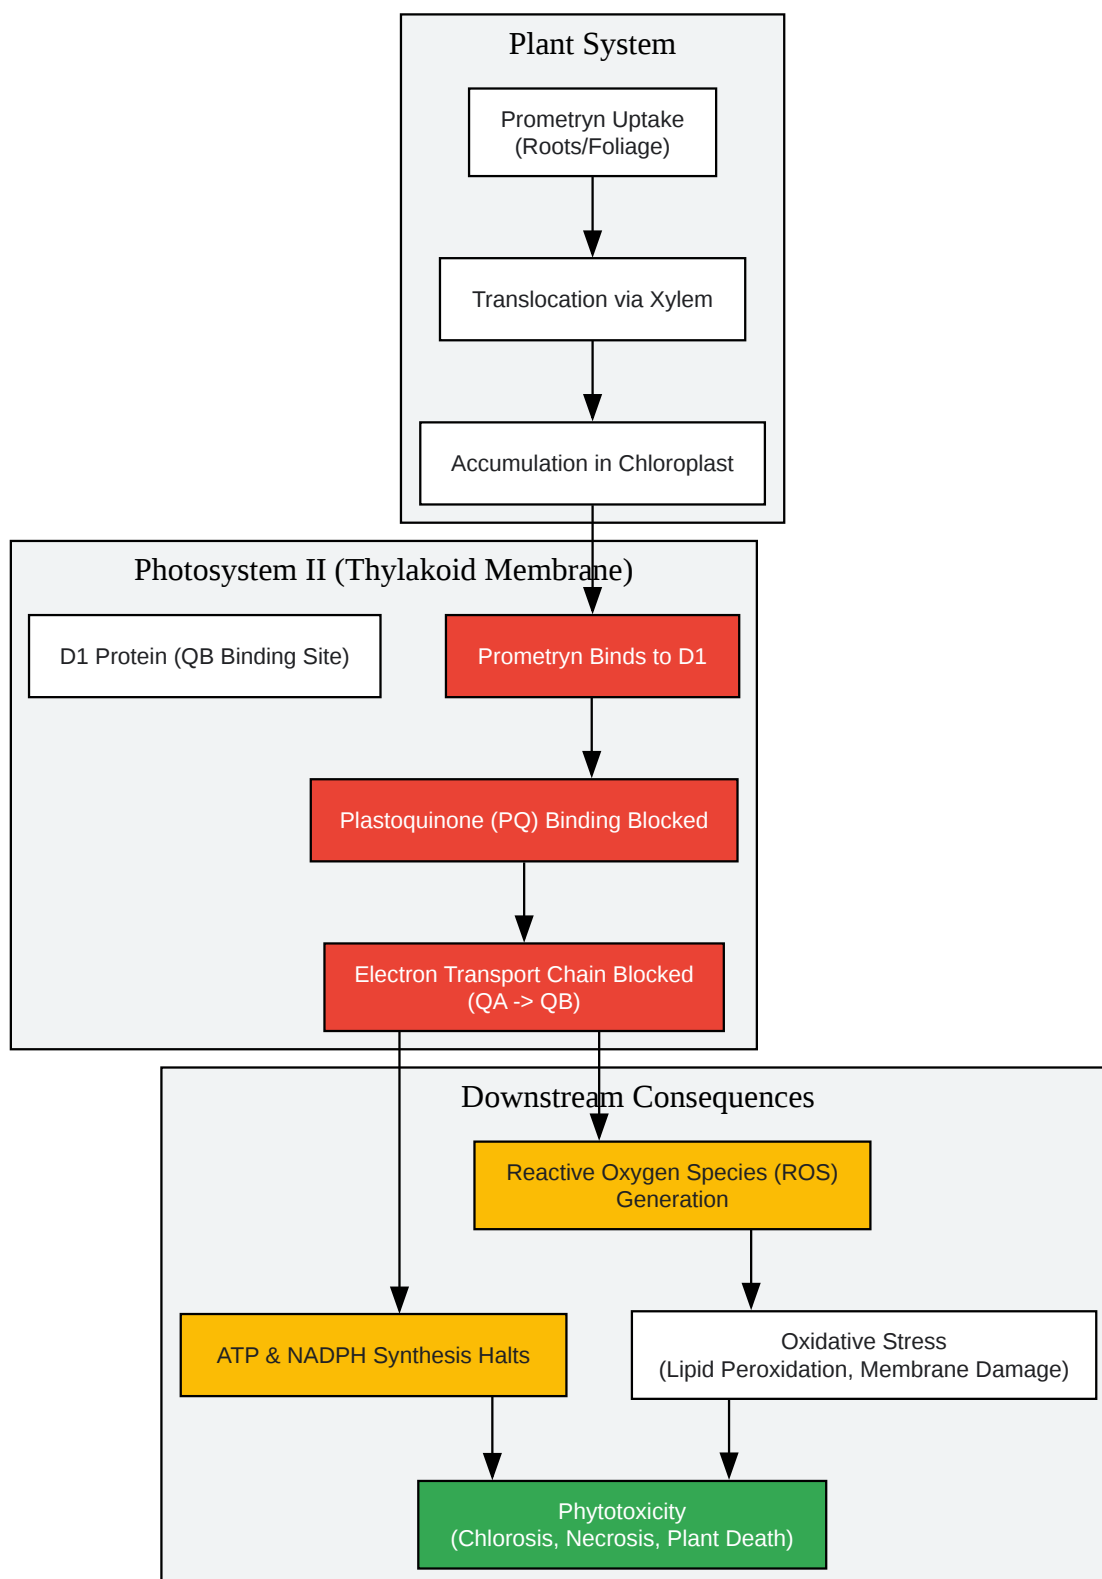 Plant System
Prometryn Uptake
(Roots/Foliage)
Translocation via Xylem
Accumulation in Chloroplast
Photosystem II (Thylakoid Membrane)
D1 Protein (QB Binding Site)
Prometryn Binds to D1
Plastoquinone (PQ) Binding Blocked
Electron Transport Chain Blocked
(QA -> QB)
Downstream Consequences
Reactive Oxygen Species (ROS)
Generation
ATP & NADPH Synthesis Halts
Oxidative Stress
(Lipid Peroxidation, Membrane Damage)
Phytotoxicity
(Chlorosis, Necrosis, Plant Death)